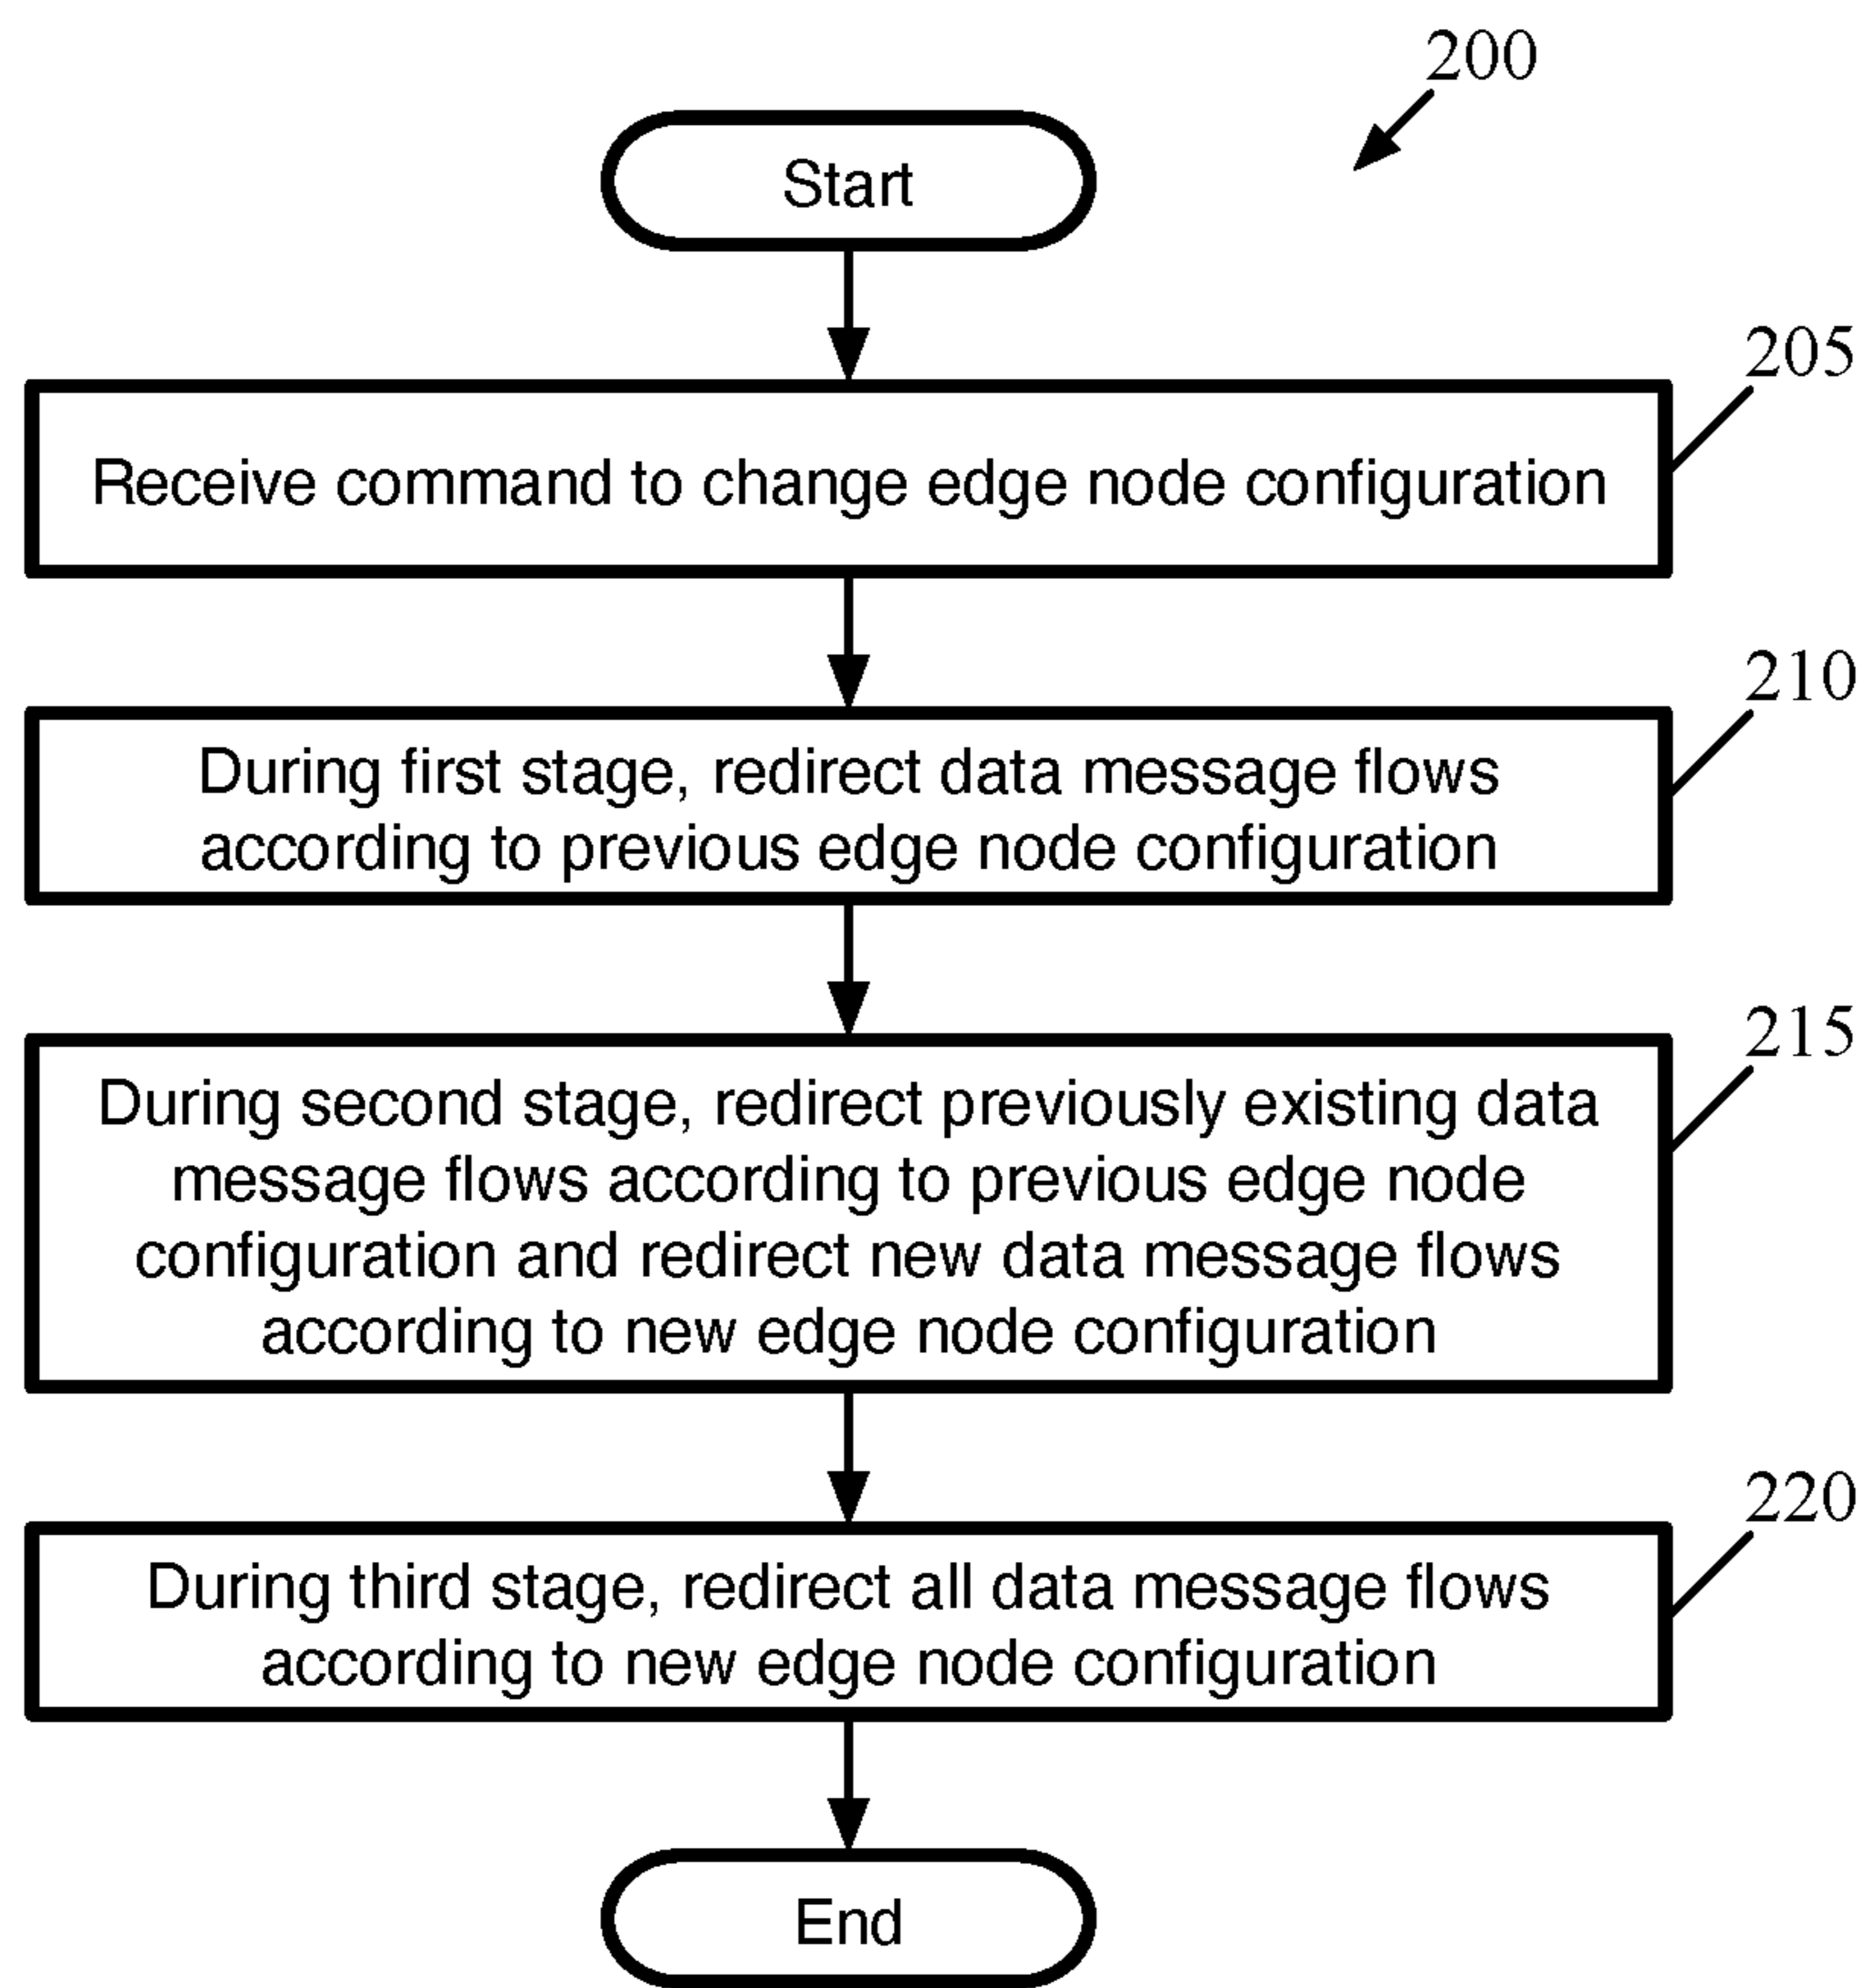 200
Start
205
Receive command to change edge node configuration
210
During first stage, redirect data message flows
according to previous edge node configuration
215
During second stage, redirect previously existing data
message flows according to previous edge node
configuration and redirect new data message flows
according to new edge node configuration
220
During third stage, redirect all data message flows
according to new edge node configuration
End